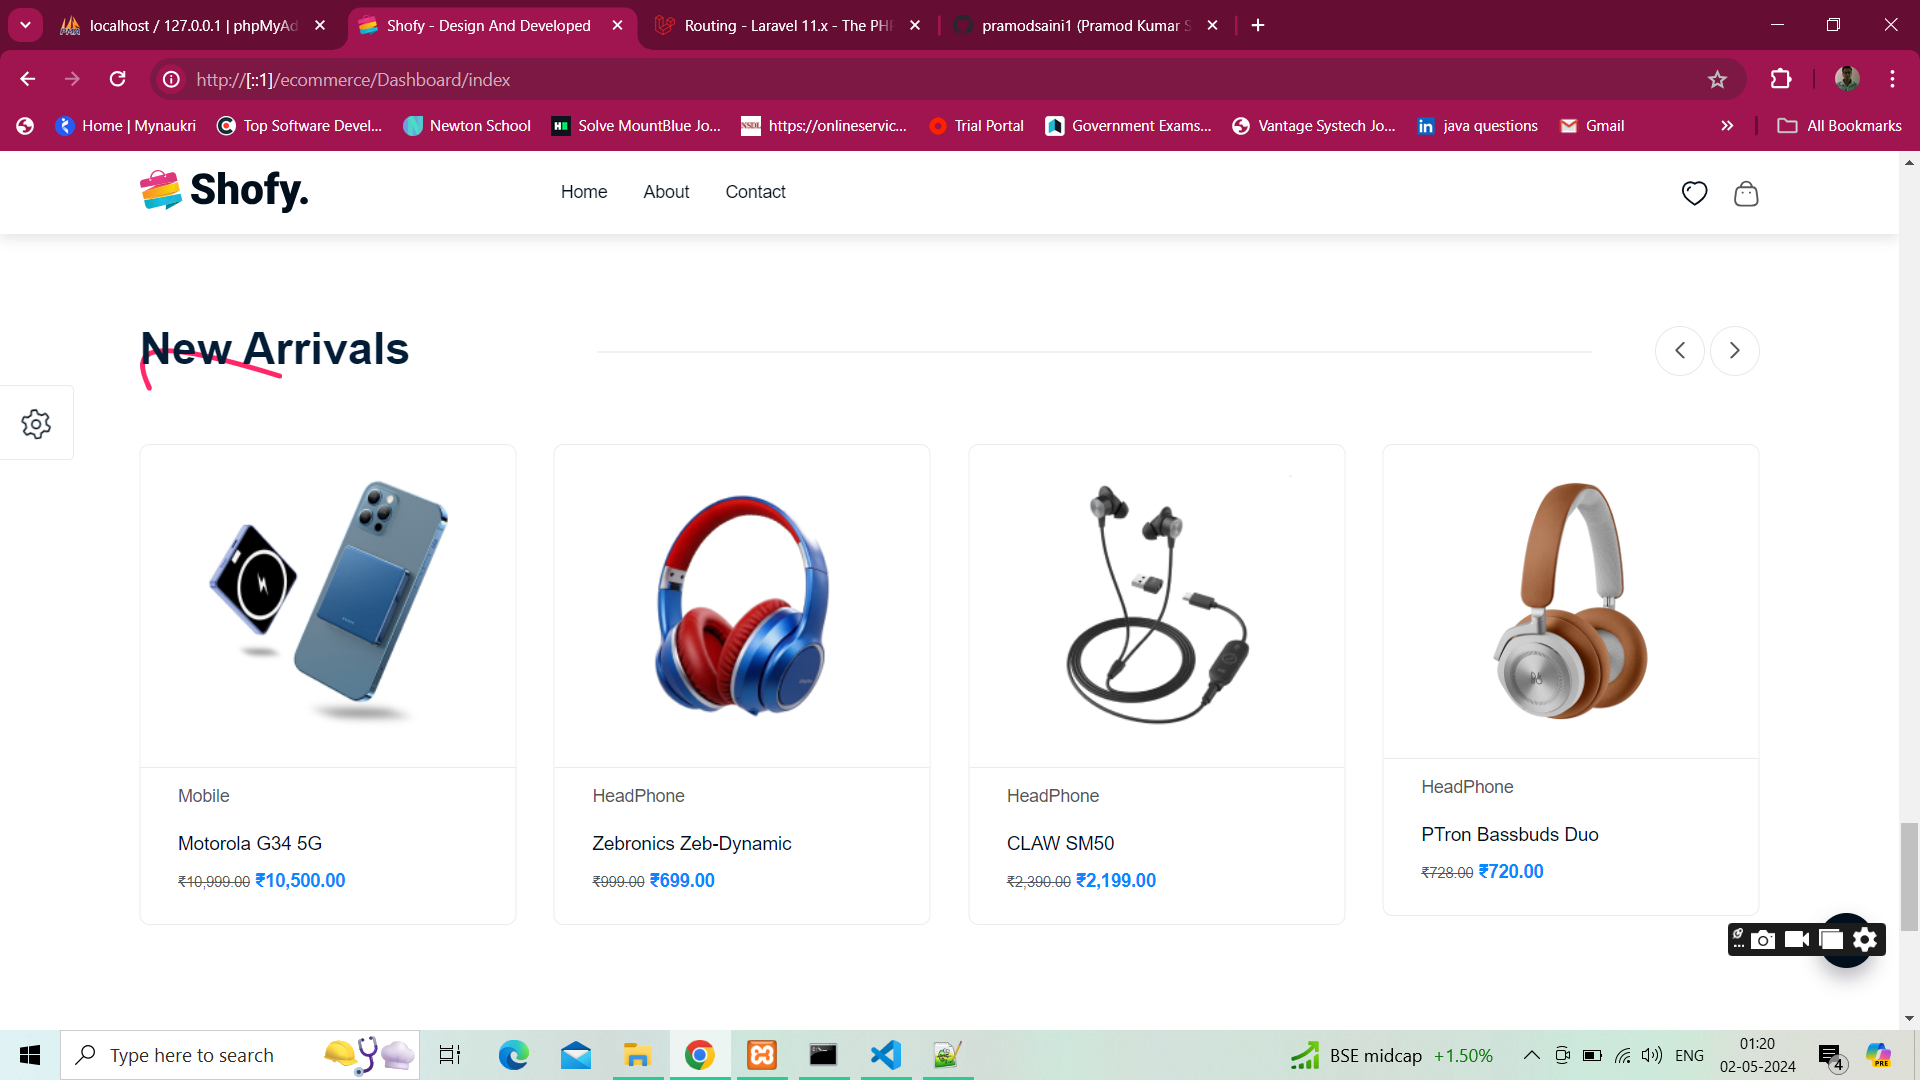 localhost / 127.0.0.1 | phpMyAd
Shofy - Design And Developed
Routing - Laravel 11.x - The PHP
pramodsaini1 (Pramod Kumar S
http://[::1]/ecommerce/Dashboard/index
Home | Mynaukri
Top Software Devel...
Newton School
Solve MountBlue Jo...
NSDL
https://onlineservic...
Trial Portal
Government Exams...
Vantage Systech Jo...
java questions
Gmail
All Bookmarks
Shofy.
Home
About
Contact
New Arrivals
Mobile
Motorola G34 5G
₹10,999.00 ₹10,500.00
HeadPhone
Zebronics Zeb-Dynamic
₹999.00 ₹699.00
HeadPhone
CLAW SM50
₹2,390.00 ₹2,199.00
HeadPhone
PTron Bassbuds Duo
₹728.00 ₹720.00
Type here to search
BSE midcap +1.50%
ENG
01:20
02-05-2024
4
PRE